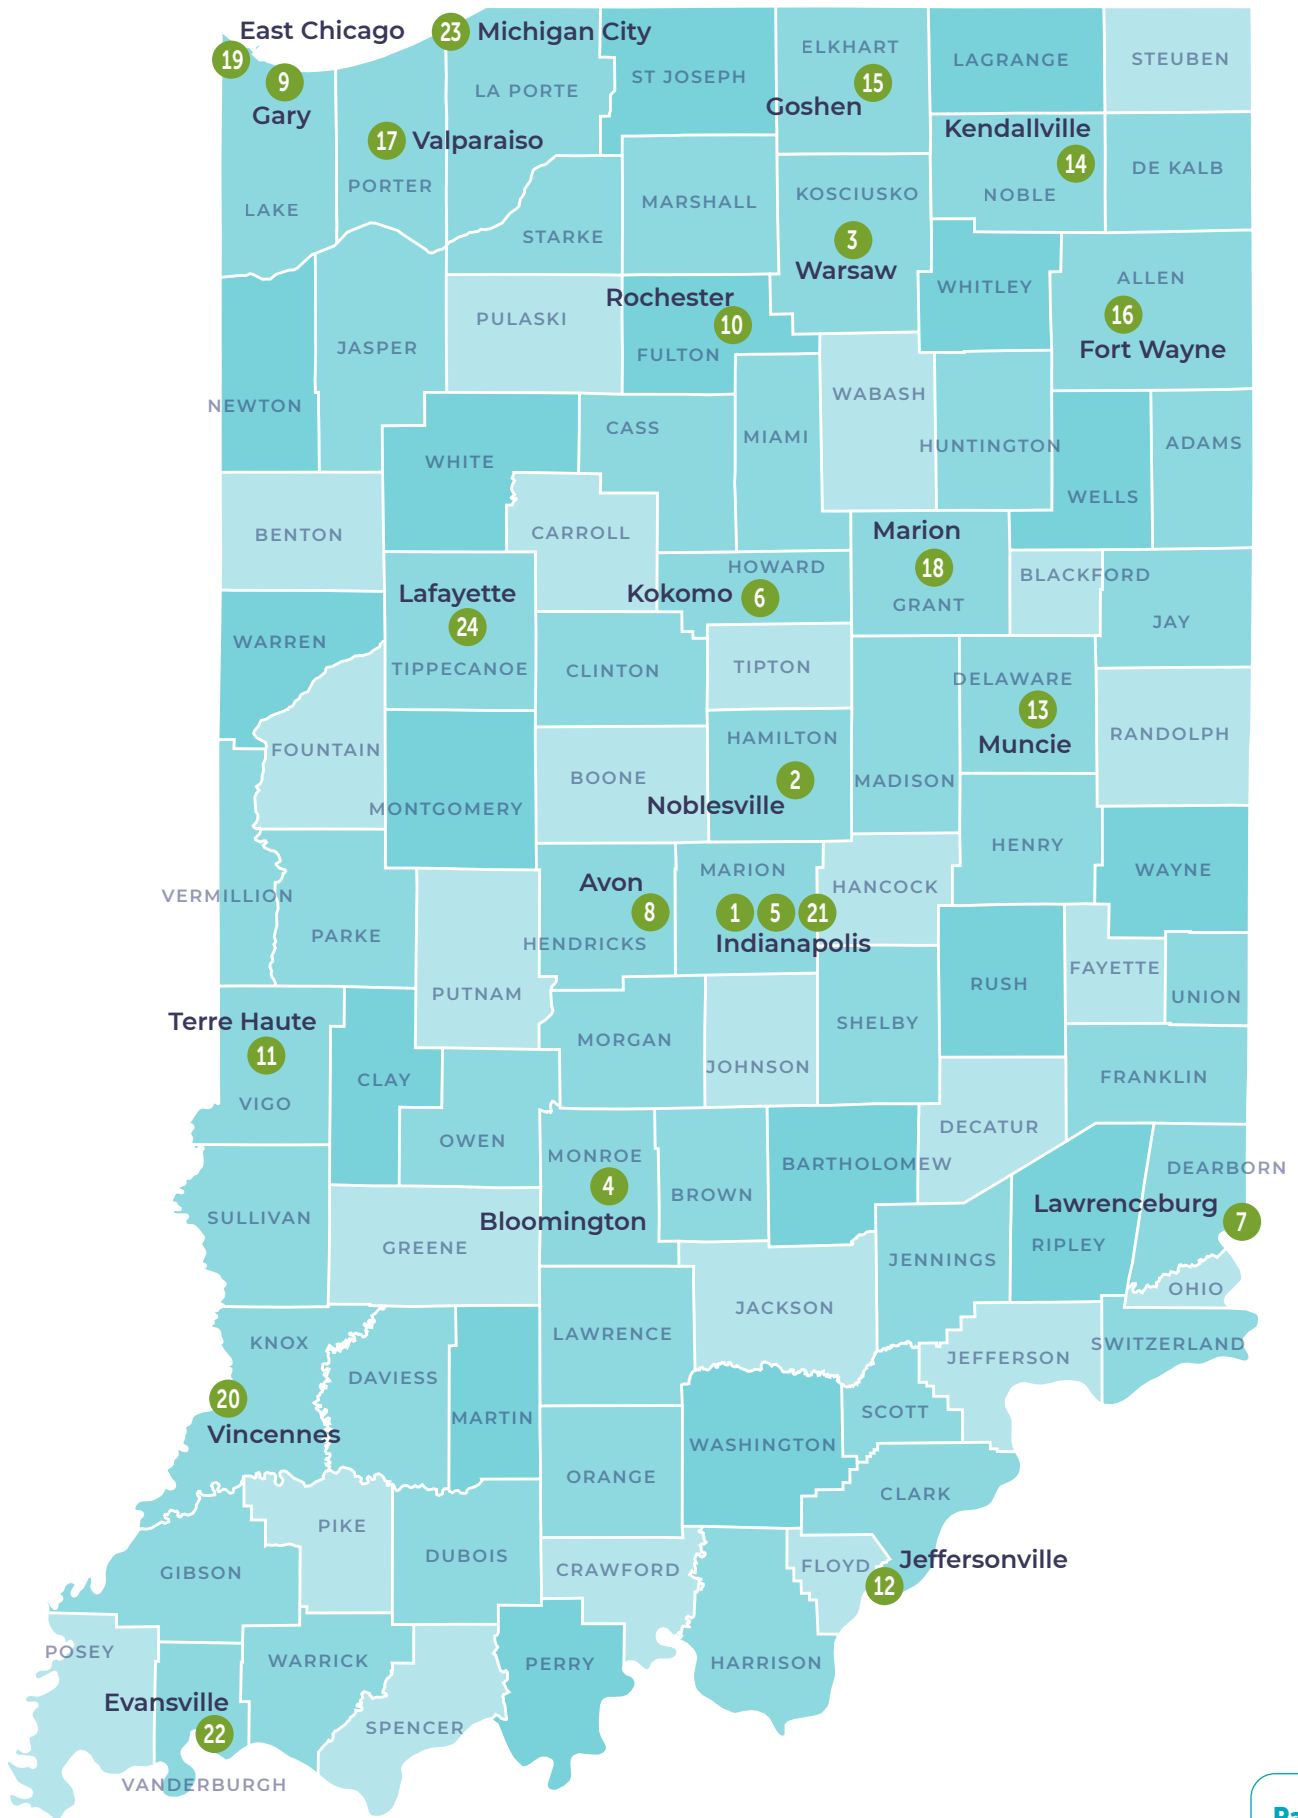 East Chicago
23 Michigan City
19
9
Gary
17 Valparaiso
LA PORTE
PORTER
LAKE
ST JOSEPH
ELKHART
15
Goshen
LAGRANGE
STEUBEN
Kendallville
14
NOBLE
DE KALB
MARSHALL
KOSCIUSKO
3
Warsaw
STARKE
WHITLEY
ALLEN
16
Fort Wayne
Rochester
10
FULTON
PULASKI
JASPER
NEWTON
WABASH
HUNTINGTON
CASS
MIAMI
WHITE
ADAMS
WELLS
BENTON
CARROLL
Marion
18
GRANT
HOWARD
Kokomo 6
BLACKFORD
JAY
Lafayette
24
TIPPECANOE
WARREN
CLINTON
TIPTON
DELAWARE
13
Muncie
RANDOLPH
FOUNTAIN
HAMILTON
2
Noblesville
BOONE
MADISON
MONTGOMERY
HENRY
WAYNE
VERMILLION
PARKE
Avon
8
HENDRICKS
MARION
1 5 21
Indianapolis
HANCOCK
PUTNAM
RUSH
FAYETTE
UNION
Terre Haute
11
VIGO
CLAY
MORGAN
JOHNSON
SHELBY
FRANKLIN
OWEN
DECATUR
MONROE
4
Bloomington
BROWN
BARTHOLOMEW
DEARBORN
Lawrenceburg
7
RIPLEY
SULLIVAN
GREENE
JENNINGS
OHIO
JACKSON
LAWRENCE
SWITZERLAND
JEFFERSON
KNOX
DAVIESS
20
Vincennes
MARTIN
SCOTT
WASHINGTON
ORANGE
CLARK
PIKE
DUBOIS
GIBSON
CRAWFORD
FLOYD
Jeffersonville
12
POSEY
WARRICK
PERRY
HARRISON
Evansville
22
SPENCER
VANDERBURGH